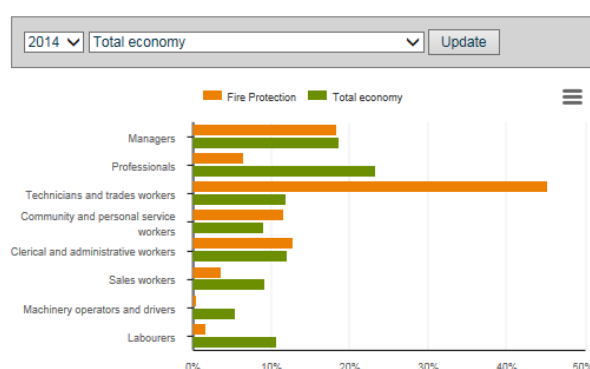 2014 Total economy Update
Fire Protection Total economy
Managers
Professionals
Technicians and trades workers
Community and personal service
workers
Clerical and administrative workers
Sales workers
Machinery operators and drivers
Labourers
0% 10% 20% 30% 40% 50%